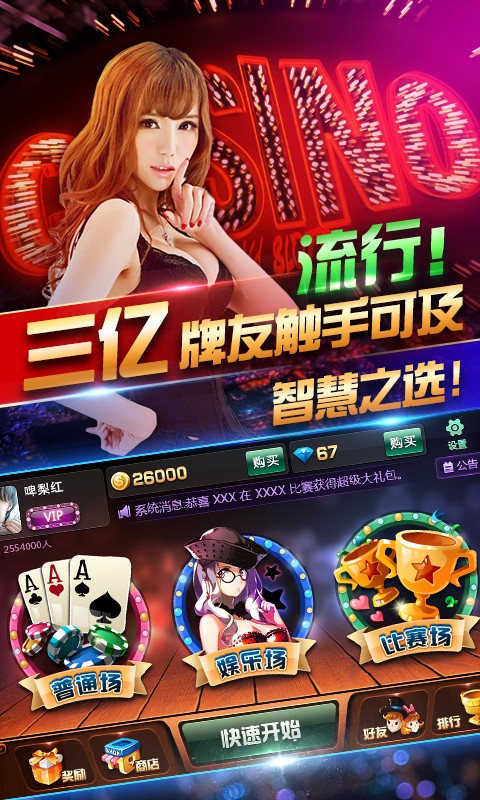 CASINO
流行!
三亿牌友触手可及
智慧之选!
啤梨红
VIP
26000
购买
67
购买
设置
系统消息:恭喜 XXX 在 XXXX 比赛获得超级大礼包。
公告
2554000人
A A A
普通场
娱乐场
比赛场
快速开始
奖励
商店
好友
排行